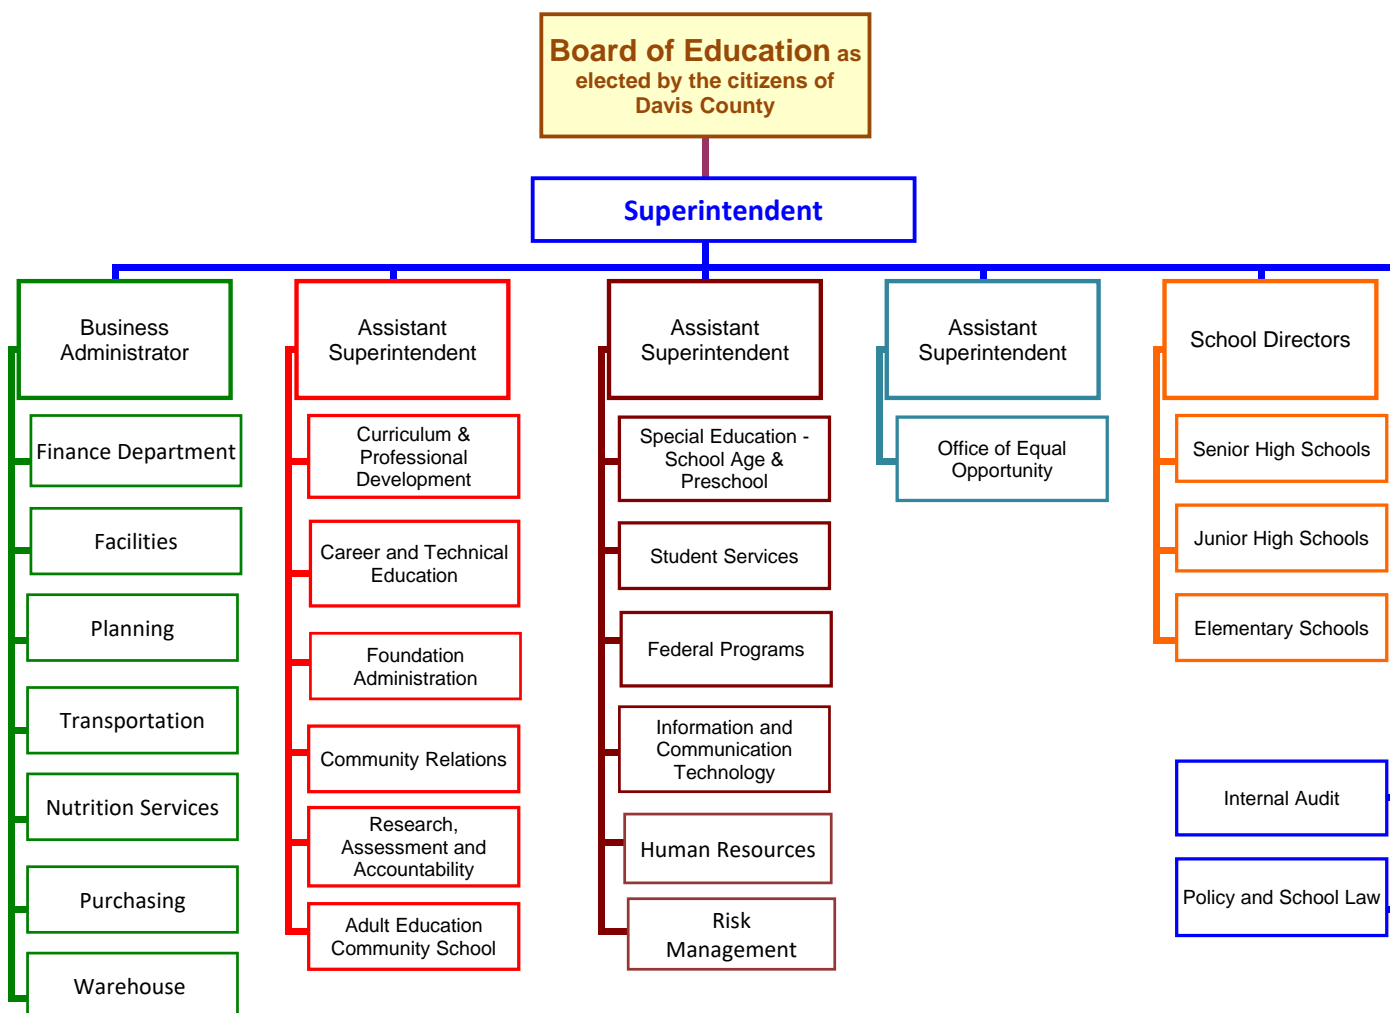 Board of Education as
elected by the citizens of
Davis County
Superintendent
Business
Administrator
Finance Department
Facilities
Planning
Transportation
Nutrition Services
Purchasing
Warehouse
Assistant
Superintendent
Curriculum &
Professional
Development
Career and Technical
Education
Foundation
Administration
Community Relations
Research,
Assessment and
Accountability
Adult Education
Community School
Assistant
Superintendent
Special Education -
School Age &
Preschool
Student Services
Federal Programs
Information and
Communication
Technology
Human Resources
Risk
Management
Assistant
Superintendent
Office of Equal
Opportunity
School Directors
Senior High Schools
Junior High Schools
Elementary Schools
Internal Audit
Policy and School Law